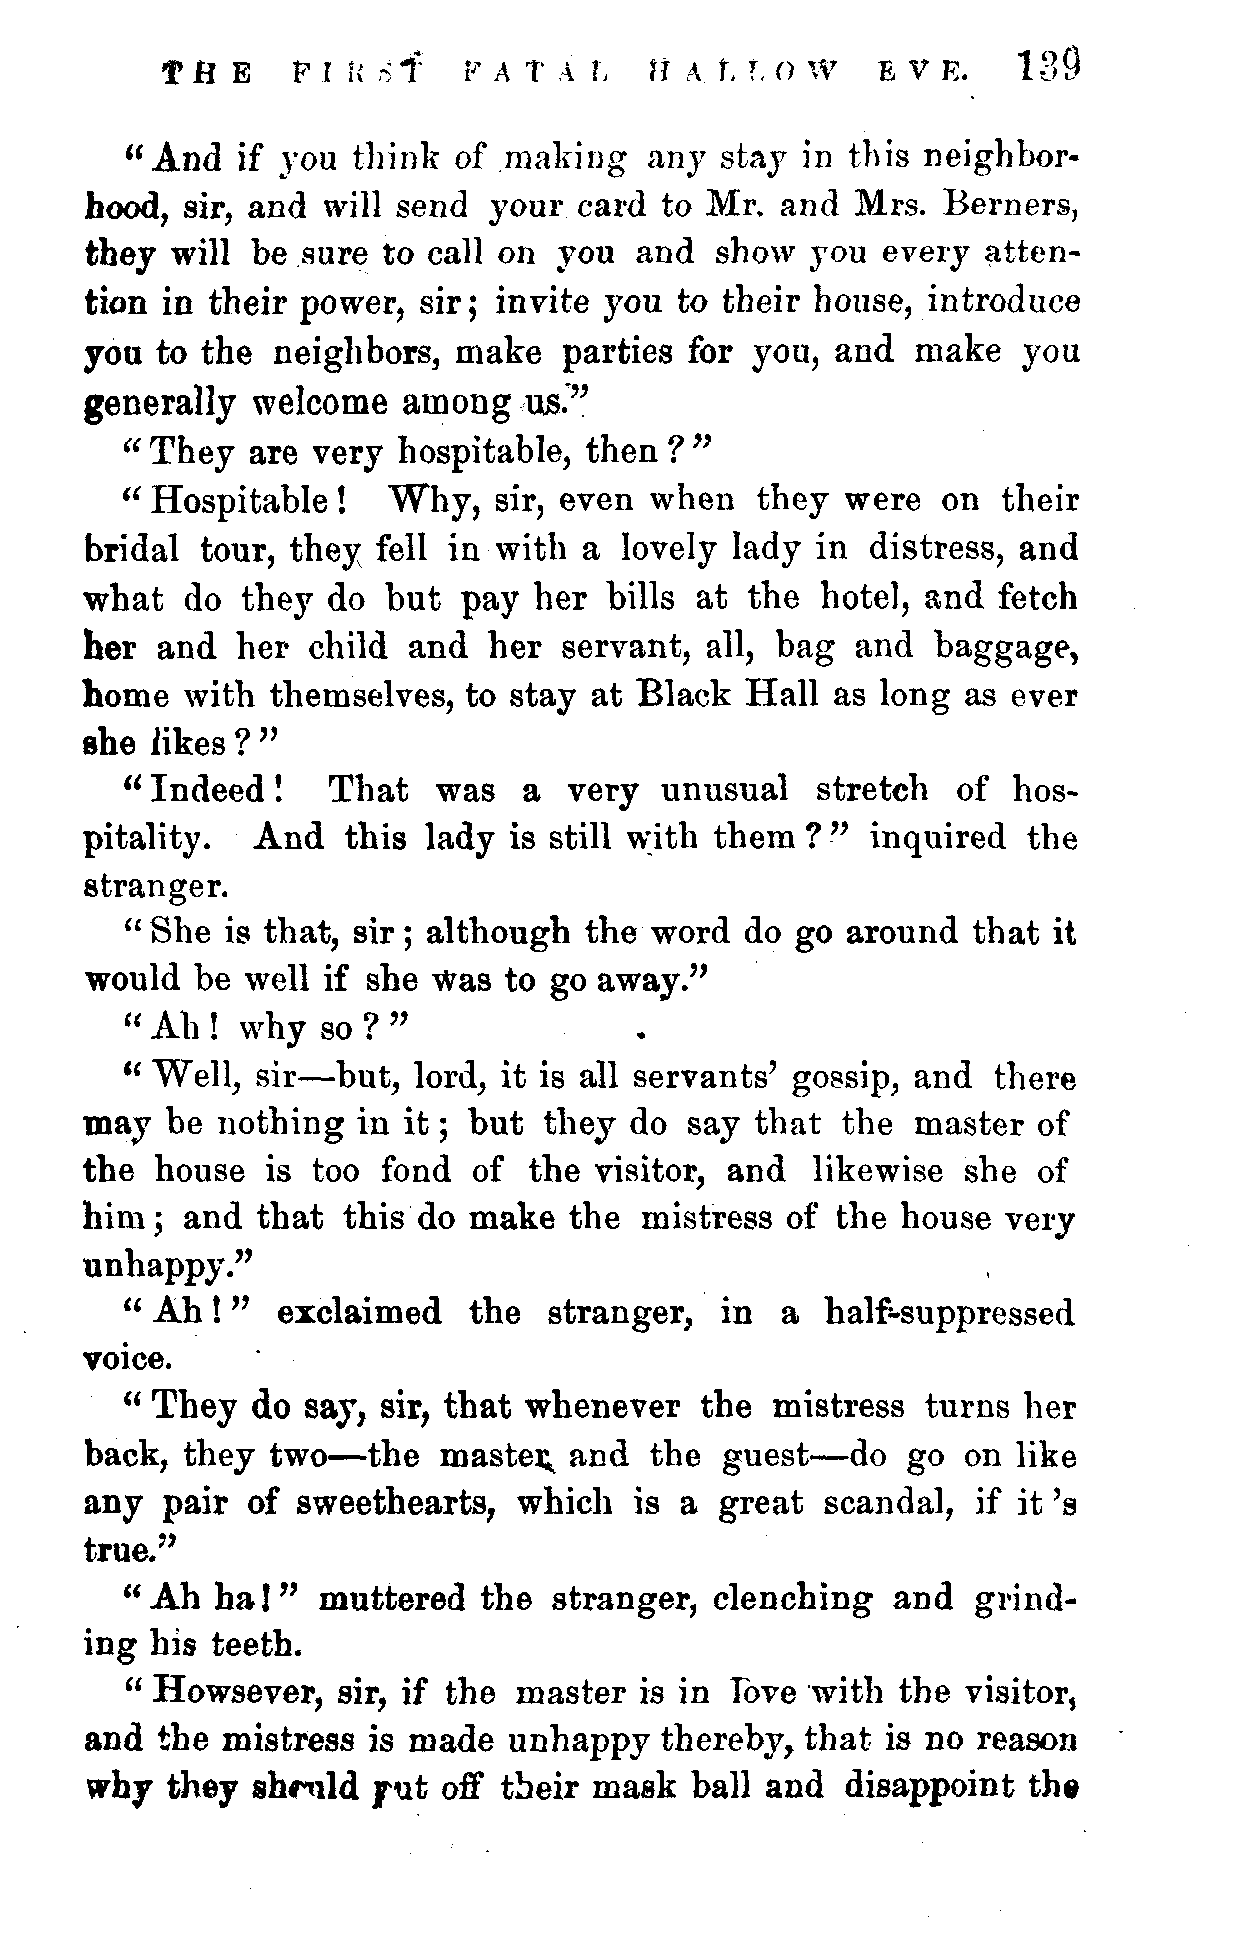 THE FIRST FATAL HALLOW EVE. 139
"And if you think of making any stay in this neighbor-
hood, sir, and will send your card to Mr. and Mrs. Berners,
they will be sure to call on you and show you every atten-
tion in their power, sir; invite you to their house, introduce
you to the neighbors, make parties for you, and make you
generally welcome among us."
"They are very hospitable, then?"
"Hospitable! Why, sir, even when they were on their
bridal tour, they fell in with a lovely lady in distress, and
what do they do but pay her bills at the hotel, and fetch
her and her child and her servant, all, bag and baggage,
home with themselves, to stay at Black Hall as long as ever
she likes?"
"Indeed! That was a very unusual stretch of hos-
pitality. And this lady is still with them?" inquired the
stranger.
"She is that, sir; although the word do go around that it
would be well if she was to go away."
"Ah! why so?"
"Well, sir—but, lord, it is all servants' gossip, and there
may be nothing in it; but they do say that the master of
the house is too fond of the visitor, and likewise she of
him; and that this do make the mistress of the house very
unhappy."
"Ah!" exclaimed the stranger, in a half-suppressed
voice.
"They do say, sir, that whenever the mistress turns her
back, they two—the master, and the guest—do go on like
any pair of sweethearts, which is a great scandal, if it 's
true."
"Ah ha!" muttered the stranger, clenching and grind-
ing his teeth.
"Howsever, sir, if the master is in love with the visitor,
and the mistress is made unhappy thereby, that is no reason
why they should put off their mask ball and disappoint the